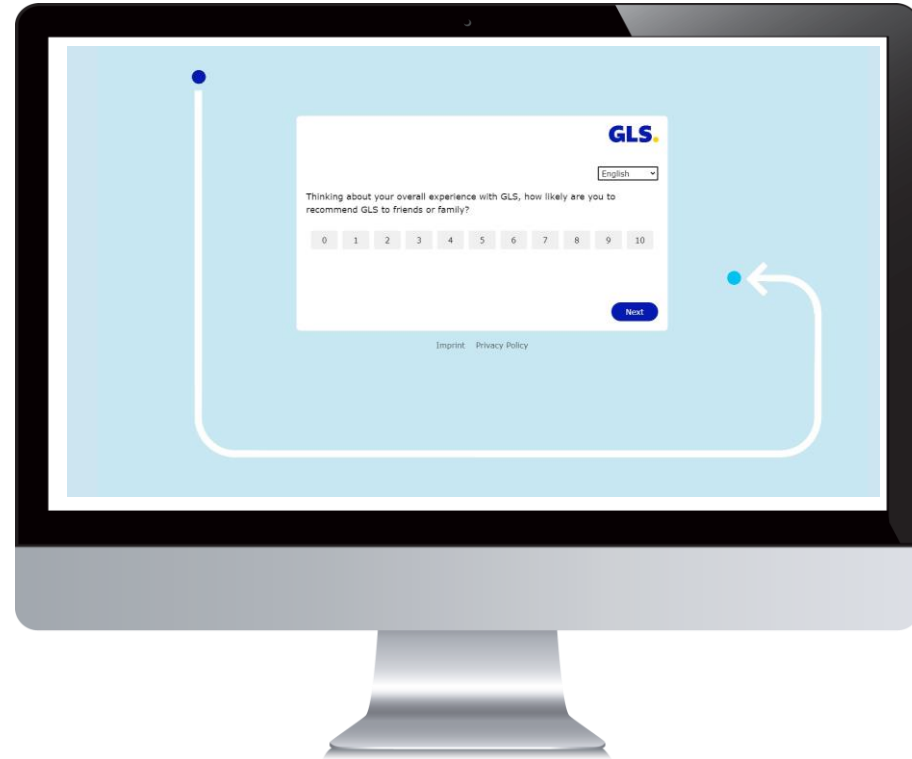 GLS.
English
Thinking about your overall experience with GLS, how likely are you to
recommend GLS to friends or family?
0 1 2 3 4 5 6 7 8 9 10
Next
Imprint Privacy Policy